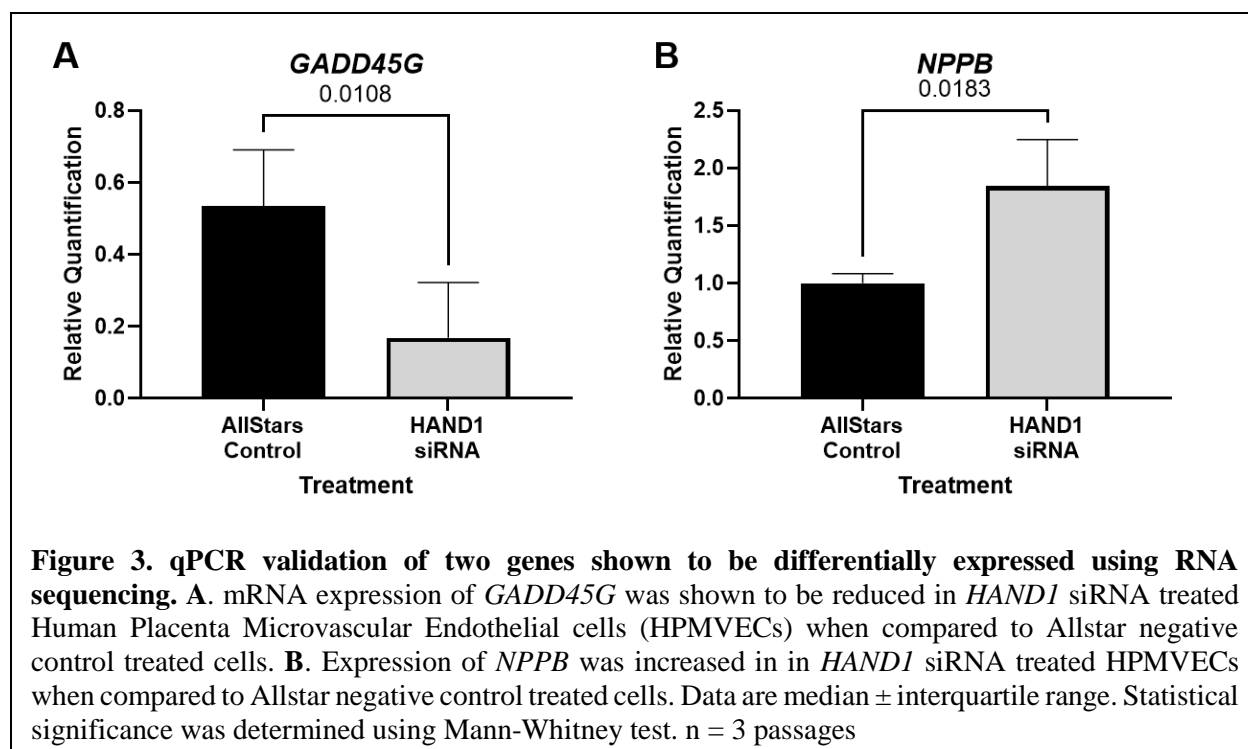 A
GADD45G
0.0108
0.8
0.6
0.4
0.2
0.0
Relative Quantification
AllStars
Control
HAND1
siRNA
Treatment
B
NPPB
0.0183
2.5
2.0
1.5
1.0
0.5
0.0
Relative Quantification
AllStars
Control
HAND1
siRNA
Treatment
Figure 3. qPCR validation of two genes shown to be differentially expressed using RNA
sequencing. A. mRNA expression of GADD45G was shown to be reduced in HAND1 siRNA treated
Human Placenta Microvascular Endothelial cells (HPMVECs) when compared to Allstar negative
control treated cells. B. Expression of NPPB was increased in in HAND1 siRNA treated HPMVECs
when compared to Allstar negative control treated cells. Data are median ± interquartile range. Statistical
significance was determined using Mann-Whitney test. n = 3 passages